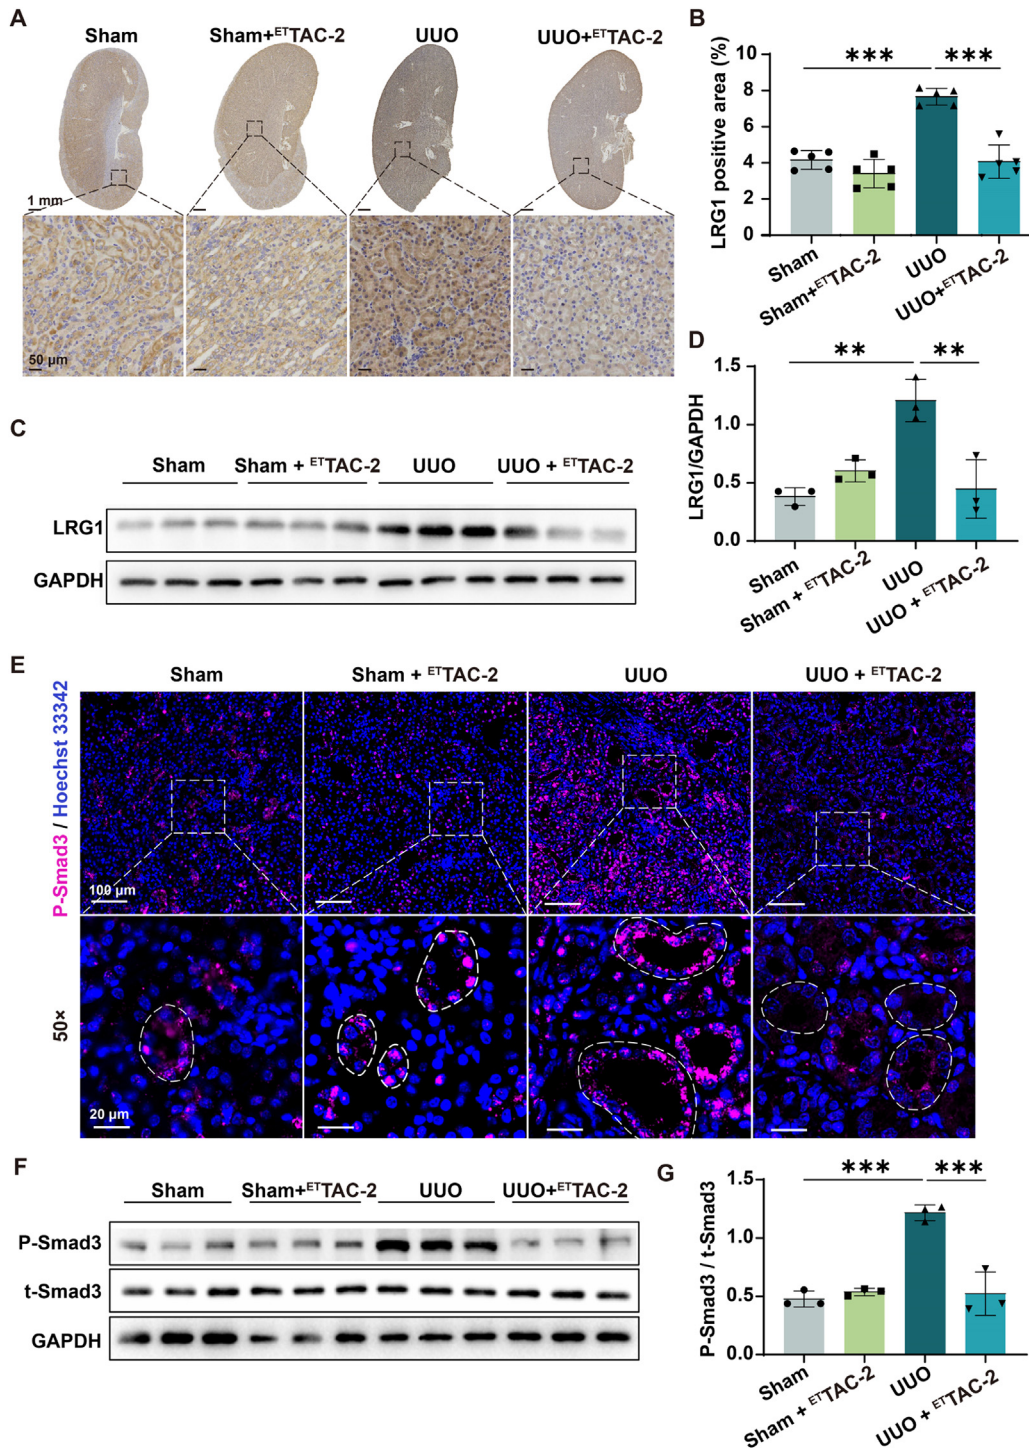 A
Sham
Sham+ᴱᵀTAC-2
UUO
UUO+ᴱᵀTAC-2
1 mm
50 μm
B
LRG1 positive area (%)
10
8
6
4
2
0
***
***
Sham
Sham+ᴱᵀTAC-2
UUO
UUO+ᴱᵀTAC-2
C
Sham
Sham + ᴱᵀTAC-2
UUO
UUO + ᴱᵀTAC-2
LRG1
GAPDH
D
LRG1/GAPDH
1.5
1.0
0.5
0.0
**
**
Sham
Sham + ᴱᵀTAC-2
UUO
UUO + ᴱᵀTAC-2
E
Sham
Sham + ᴱᵀTAC-2
UUO
UUO + ᴱᵀTAC-2
P-Smad3 / Hoechst 33342
100 μm
50×
20 μm
F
Sham
Sham+ᴱᵀTAC-2
UUO
UUO+ᴱᵀTAC-2
P-Smad3
t-Smad3
GAPDH
G
P-Smad3 / t-Smad3
1.5
1.0
0.5
0.0
***
***
Sham
Sham + ᴱᵀTAC-2
UUO
UUO + ᴱᵀTAC-2